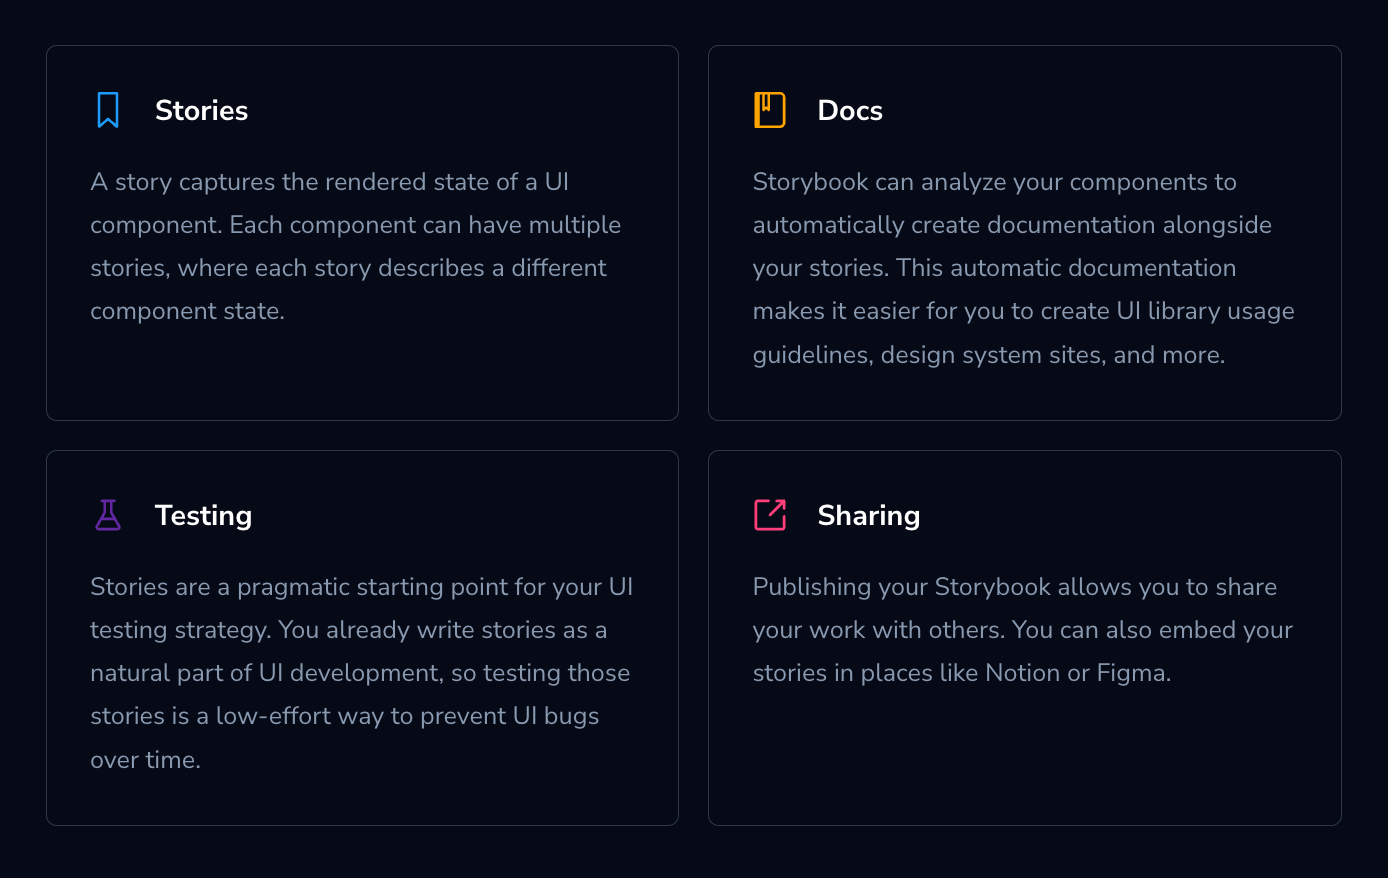 Stories
A story captures the rendered state of a UI
component. Each component can have multiple
stories, where each story describes a different
component state.
Docs
Storybook can analyze your components to
automatically create documentation alongside
your stories. This automatic documentation
makes it easier for you to create UI library usage
guidelines, design system sites, and more.
Testing
Stories are a pragmatic starting point for your UI
testing strategy. You already write stories as a
natural part of UI development, so testing those
stories is a low-effort way to prevent UI bugs
over time.
Sharing
Publishing your Storybook allows you to share
your work with others. You can also embed your
stories in places like Notion or Figma.